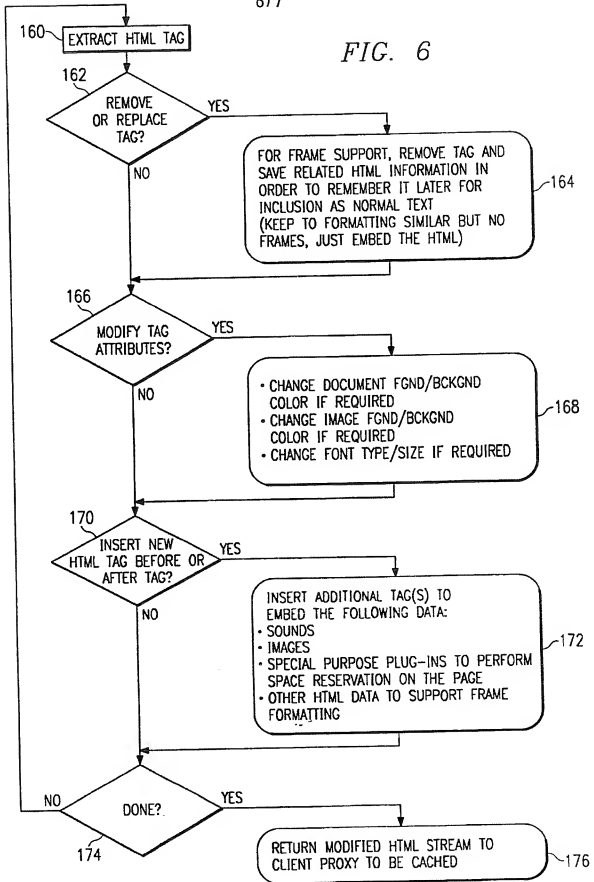 677
160
EXTRACT HTML TAG
FIG. 6
162
REMOVE
OR REPLACE
TAG?
YES
NO
FOR FRAME SUPPORT, REMOVE TAG AND
SAVE RELATED HTML INFORMATION IN
ORDER TO REMEMBER IT LATER FOR
INCLUSION AS NORMAL TEXT
(KEEP TO FORMATTING SIMILAR BUT NO
FRAMES, JUST EMBED THE HTML)
164
166
MODIFY TAG
ATTRIBUTES?
YES
NO
• CHANGE DOCUMENT FGND/BCKGND
COLOR IF REQUIRED
• CHANGE IMAGE FGND/BCKGND
COLOR IF REQUIRED
• CHANGE FONT TYPE/SIZE IF REQUIRED
168
170
INSERT NEW
HTML TAG BEFORE OR
AFTER TAG?
YES
NO
INSERT ADDITIONAL TAG(S) TO
EMBED THE FOLLOWING DATA:
• SOUNDS
• IMAGES
• SPECIAL PURPOSE PLUG-INS TO PERFORM
SPACE RESERVATION ON THE PAGE
• OTHER HTML DATA TO SUPPORT FRAME
FORMATTING
172
NO
DONE?
YES
174
RETURN MODIFIED HTML STREAM TO
CLIENT PROXY TO BE CACHED
176